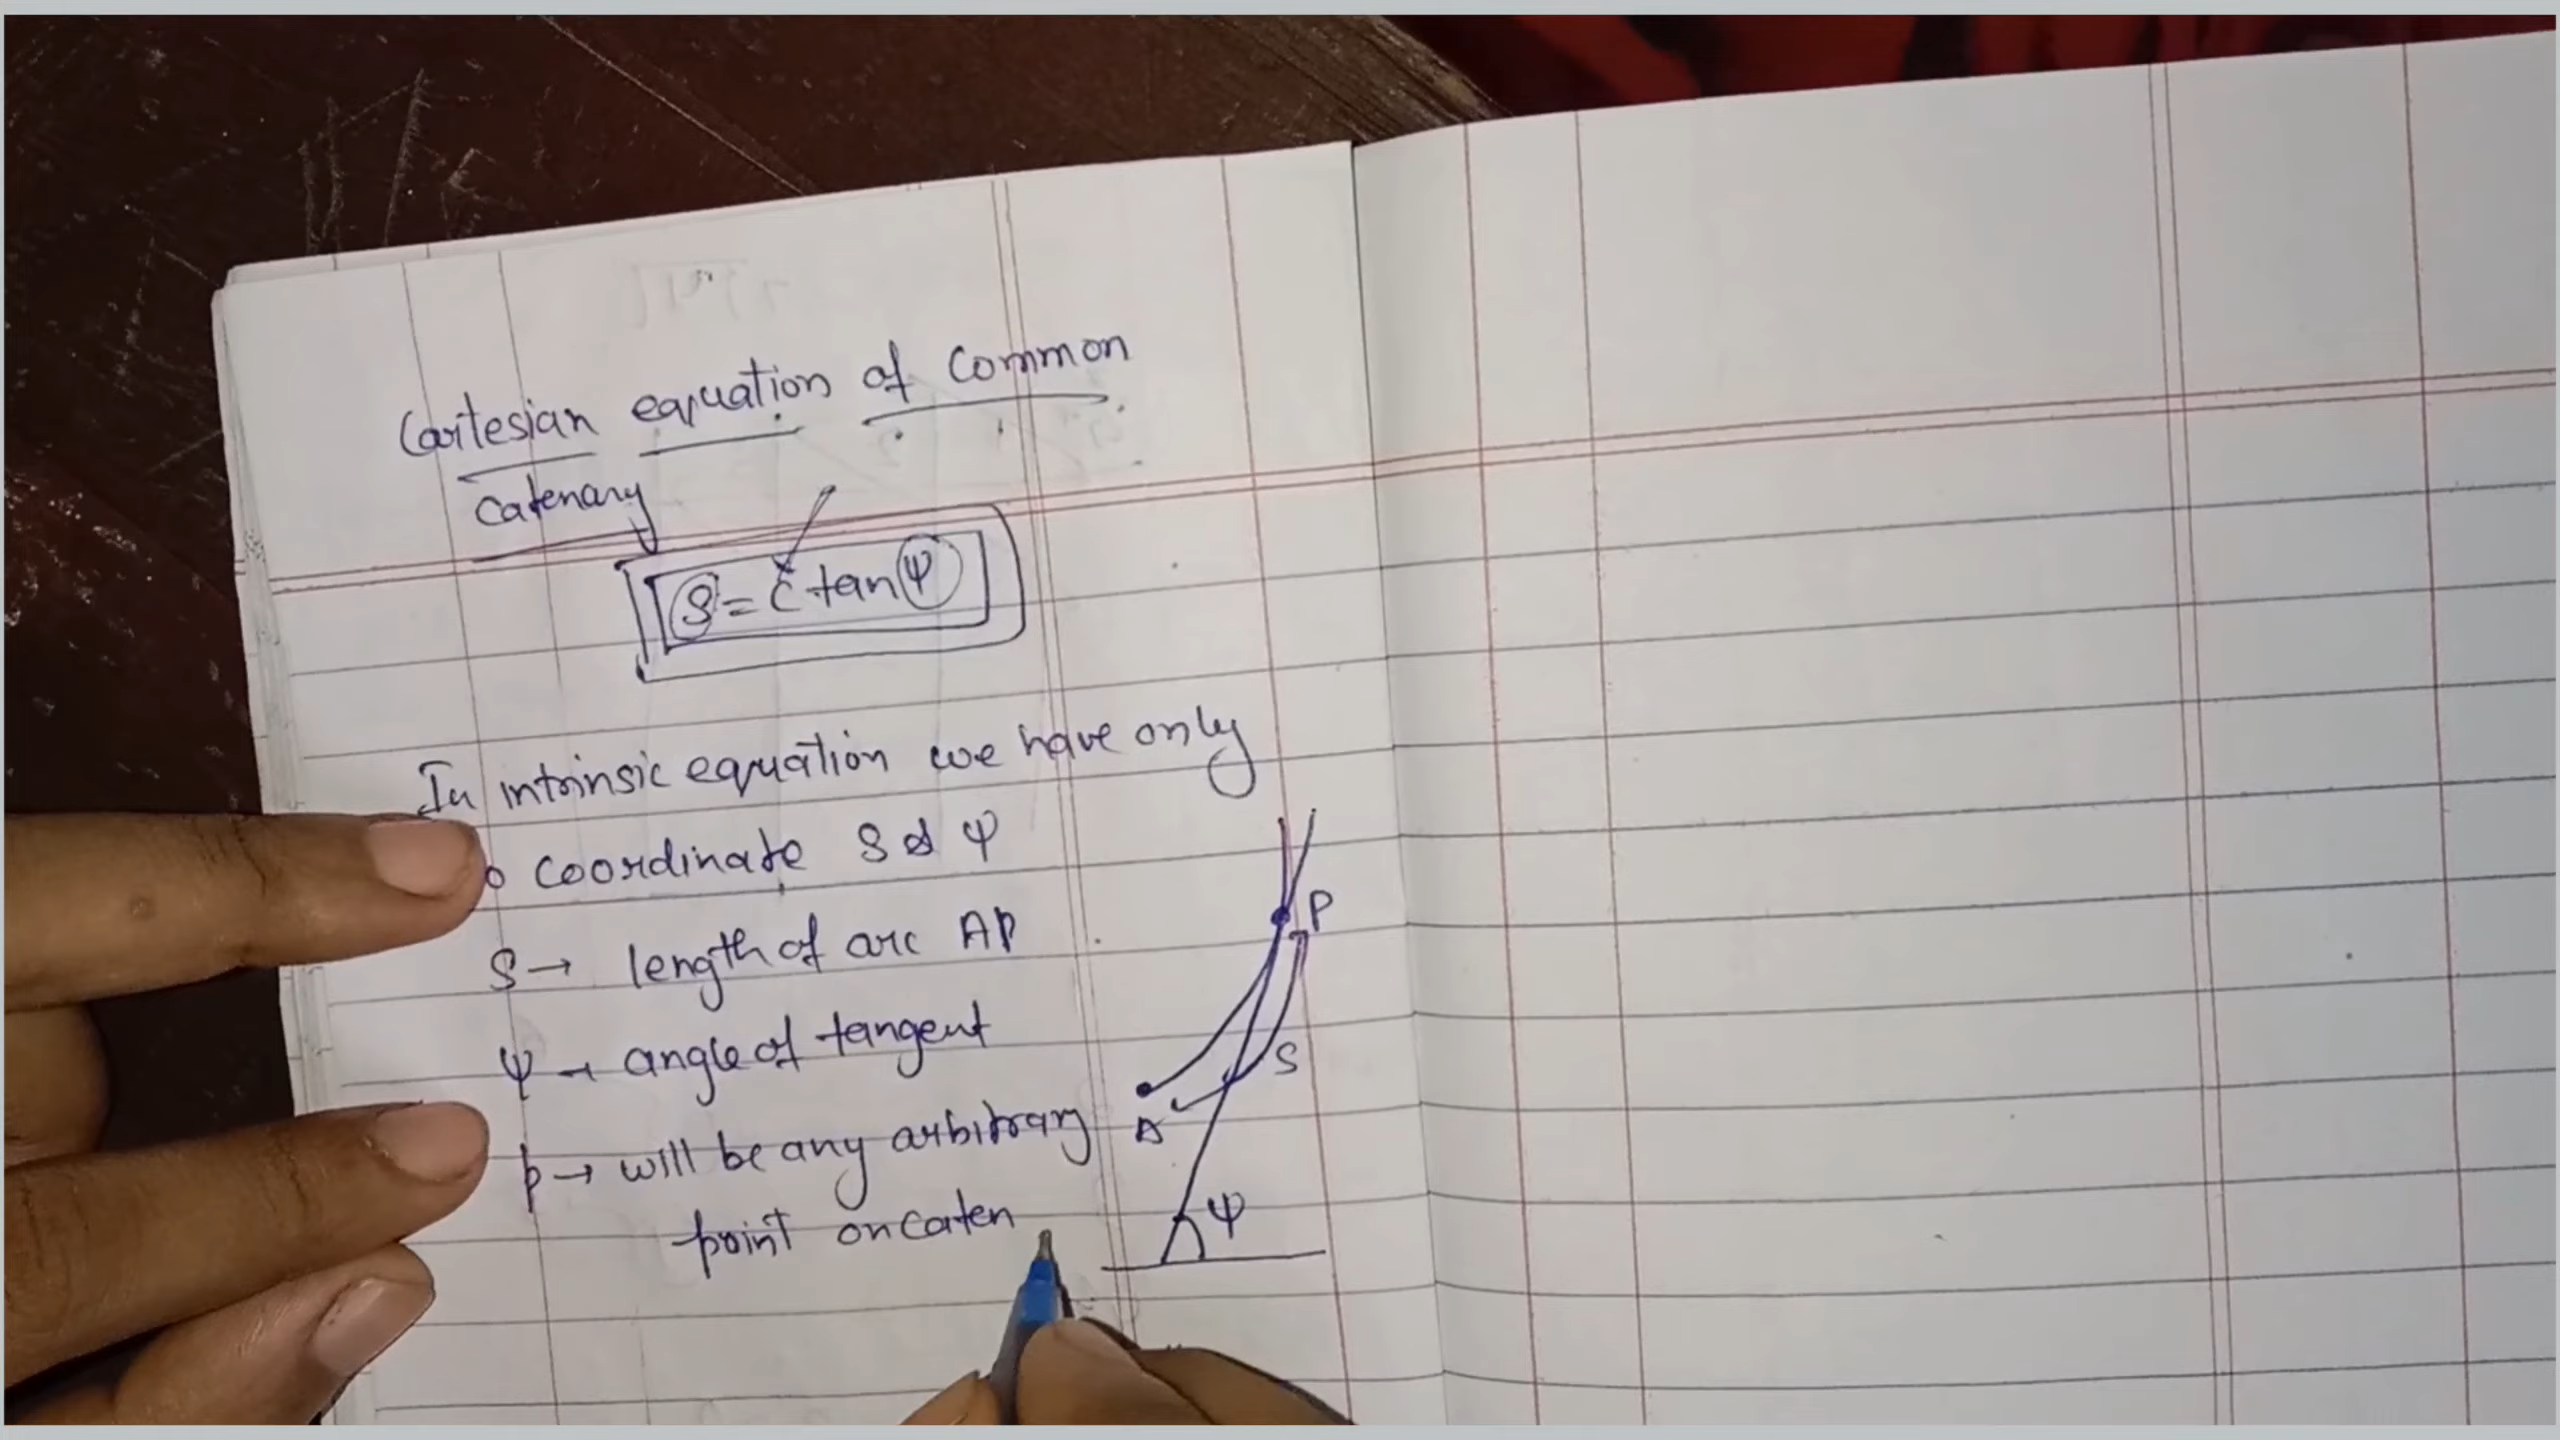 Cartesian equation of Common
Catenary
S = c tan ψ
In intrinsic equation we have only
coordinate S & ψ
S → length of arc AP
ψ → angle of tangent
p → will be any arbitrary
point on caten
P
S
A
ψ